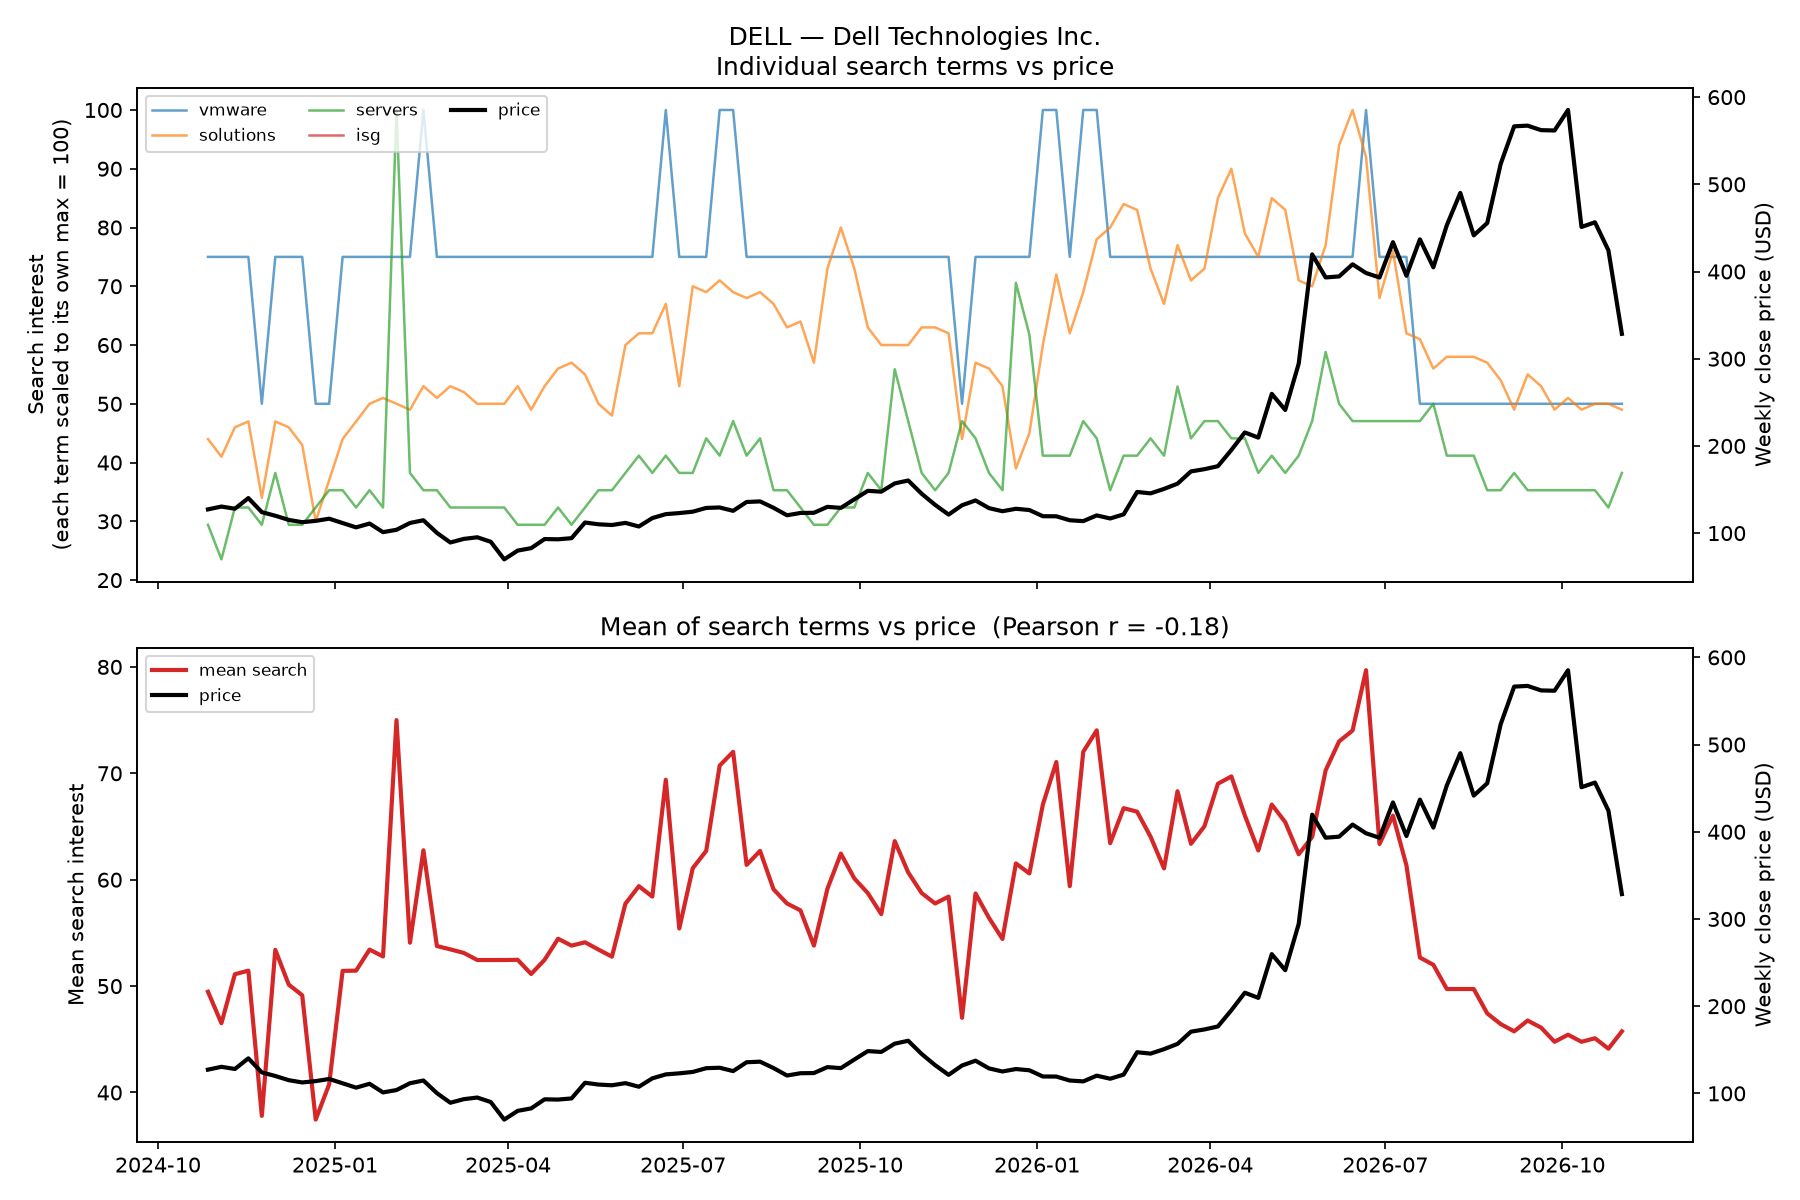 DELL — Dell Technologies Inc.
Individual search terms vs price
vmware
solutions
servers
isg
price
Search interest
(each term scaled to its own max = 100)
100
90
80
70
60
50
40
30
20
Weekly close price (USD)
600
500
400
300
200
100
Mean of search terms vs price (Pearson r = -0.18)
mean search
price
Mean search interest
80
70
60
50
40
Weekly close price (USD)
600
500
400
300
200
100
2024-10
2025-01
2025-04
2025-07
2025-10
2026-01
2026-04
2026-07
2026-10